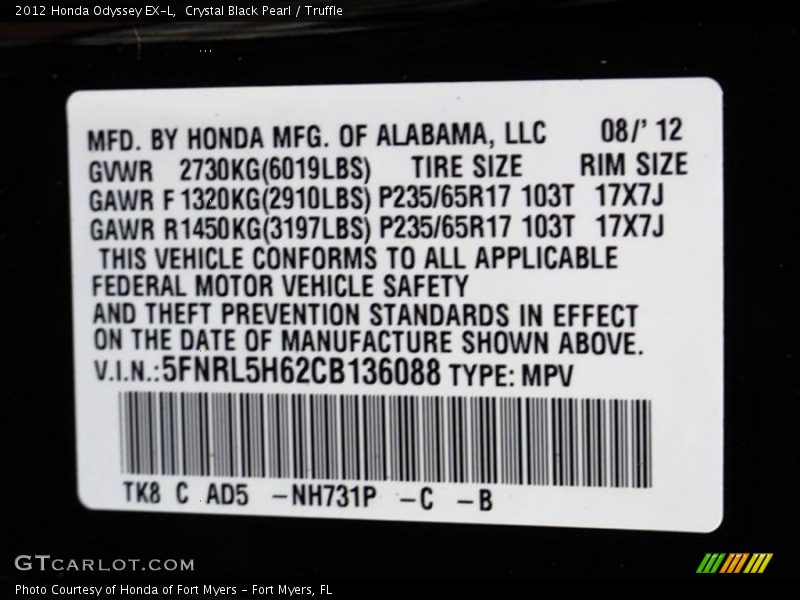 2012 Honda Odyssey EX-L,  Crystal Black Pearl / Truffle
MFD. BY HONDA MFG. OF ALABAMA, LLC 08/' 12
GVWR 2730KG(6019LBS) TIRE SIZE RIM SIZE
GAWR F 1320KG(2910LBS) P235/65R17 103T 17X7J
GAWR R1450KG(3197LBS) P235/65R17 103T 17X7J
THIS VEHICLE CONFORMS TO ALL APPLICABLE
FEDERAL MOTOR VEHICLE SAFETY
AND THEFT PREVENTION STANDARDS IN EFFECT
ON THE DATE OF MANUFACTURE SHOWN ABOVE.
V.I.N.:5FNRL5H62CB136088 TYPE: MPV
TK8 C AD5 -NH731P -C -B
GTCARLOT.COM
Photo Courtesy of Honda of Fort Myers - Fort Myers, FL